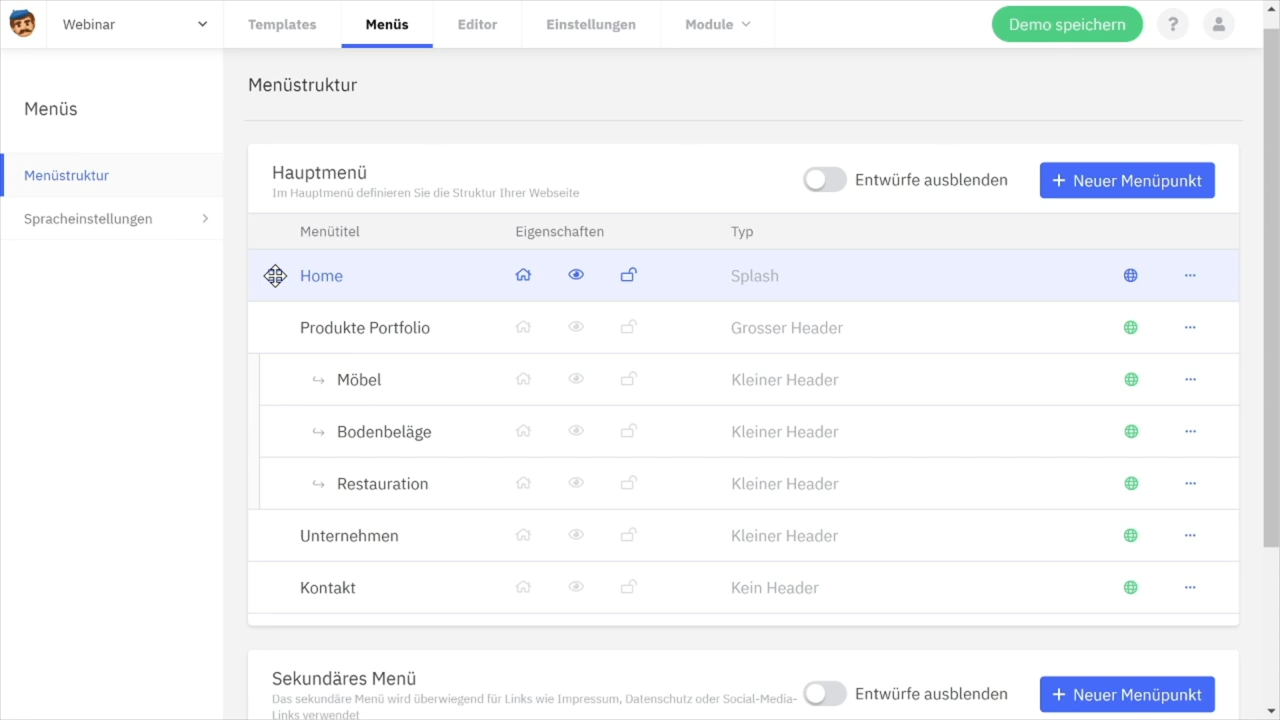 Webinar
Templates
Menüs
Editor
Einstellungen
Module
Demo speichern
?
Menüs
Menüstruktur
Spracheinstellungen
Menüstruktur
Hauptmenü
Im Hauptmenü definieren Sie die Struktur Ihrer Webseite
Entwürfe ausblenden
+ Neuer Menüpunkt
Menütitel Eigenschaften Typ
Home Splash
Produkte Portfolio Grosser Header
Möbel Kleiner Header
Bodenbeläge Kleiner Header
Restauration Kleiner Header
Unternehmen Kleiner Header
Kontakt Kein Header
Sekundäres Menü
Das sekundäre Menü wird überwiegend für Links wie Impressum, Datenschutz oder Social-Media-
Links verwendet
Entwürfe ausblenden
+ Neuer Menüpunkt